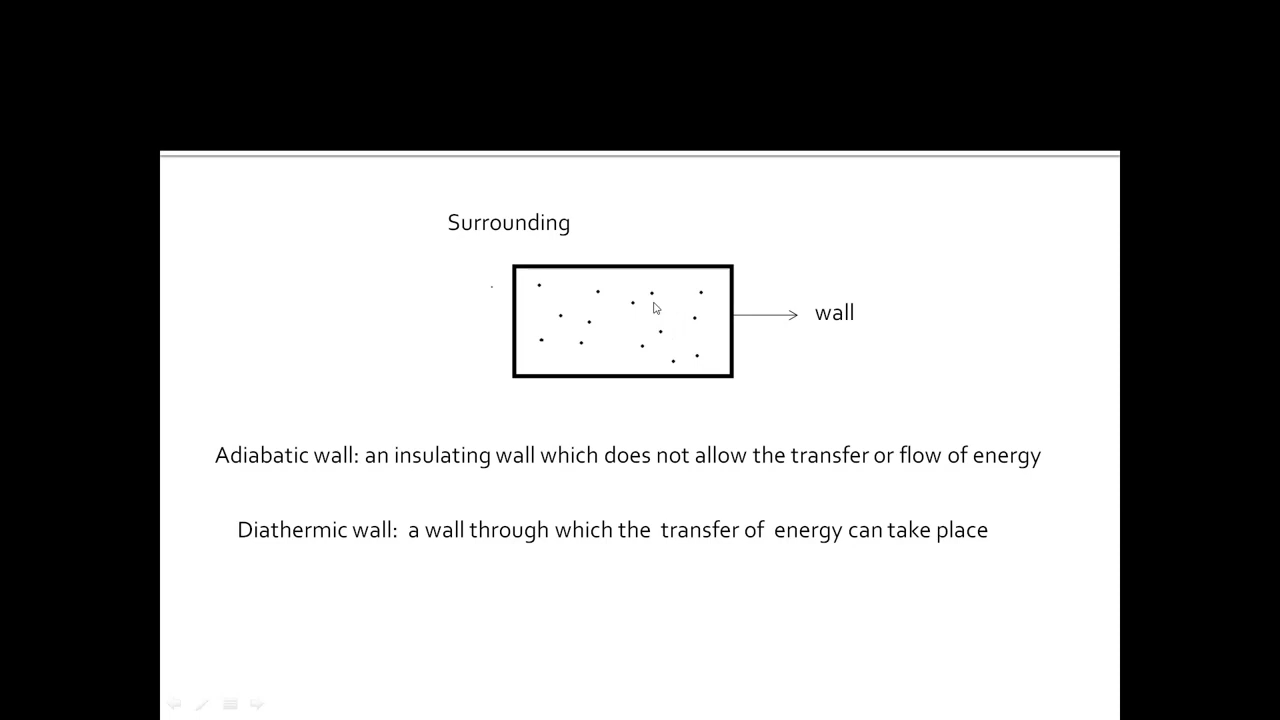 Surrounding
wall
Adiabatic wall: an insulating wall which does not allow the transfer or flow of energy
Diathermic wall: a wall through which the transfer of energy can take place